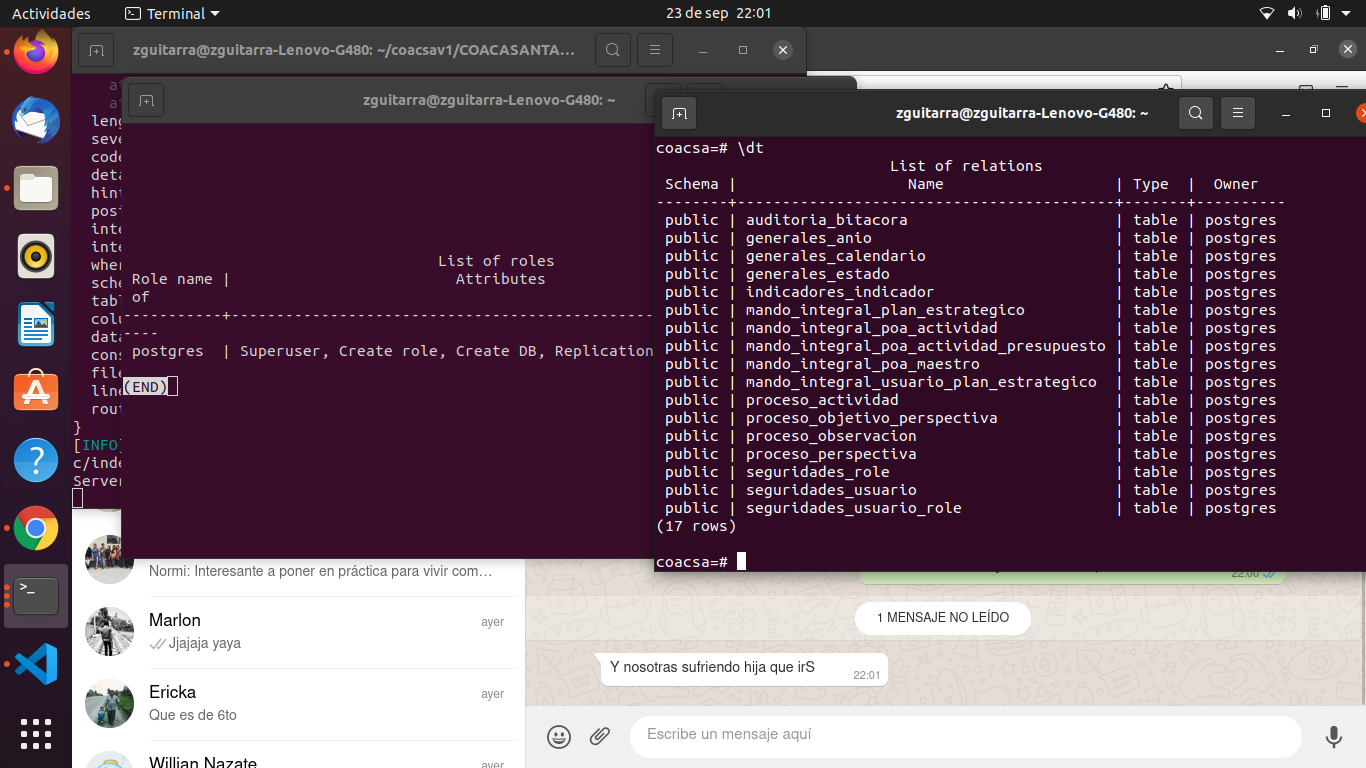 Actividades
Terminal
23 de sep 22:01
zguitarra@zguitarra-Lenovo-G480: ~/coacsav1/COACASANTA…
zguitarra@zguitarra-Lenovo-G480: ~
zguitarra@zguitarra-Lenovo-G480: ~
leng
seve
code
deta
hint
posi
inte
inte
wher
sche
tabl
colu
data
cons
file
line
rout
}
[INFO]
c/inde
Server
List of roles
Role name | Attributes
of
-----------+-----------------------------------------------
----
postgres | Superuser, Create role, Create DB, Replication
(END)
coacsa=# \dt
List of relations
Schema | Name | Type | Owner
--------+------------------------------------------+-------+----------
public | auditoria_bitacora | table | postgres
public | generales_anio | table | postgres
public | generales_calendario | table | postgres
public | generales_estado | table | postgres
public | indicadores_indicador | table | postgres
public | mando_integral_plan_estrategico | table | postgres
public | mando_integral_poa_actividad | table | postgres
public | mando_integral_poa_actividad_presupuesto | table | postgres
public | mando_integral_poa_maestro | table | postgres
public | mando_integral_usuario_plan_estrategico | table | postgres
public | proceso_actividad | table | postgres
public | proceso_objetivo_perspectiva | table | postgres
public | proceso_observacion | table | postgres
public | proceso_perspectiva | table | postgres
public | seguridades_role | table | postgres
public | seguridades_usuario | table | postgres
public | seguridades_usuario_role | table | postgres
(17 rows)
coacsa=#
Normi: Interesante a poner en práctica para vivir com…
Marlon
ayer
Jjajaja yaya
Ericka
ayer
Que es de 6to
Willian Nazate
ayer
22:00
1 MENSAJE NO LEÍDO
Y nosotras sufriendo hija que irS
22:01
Escribe un mensaje aquí